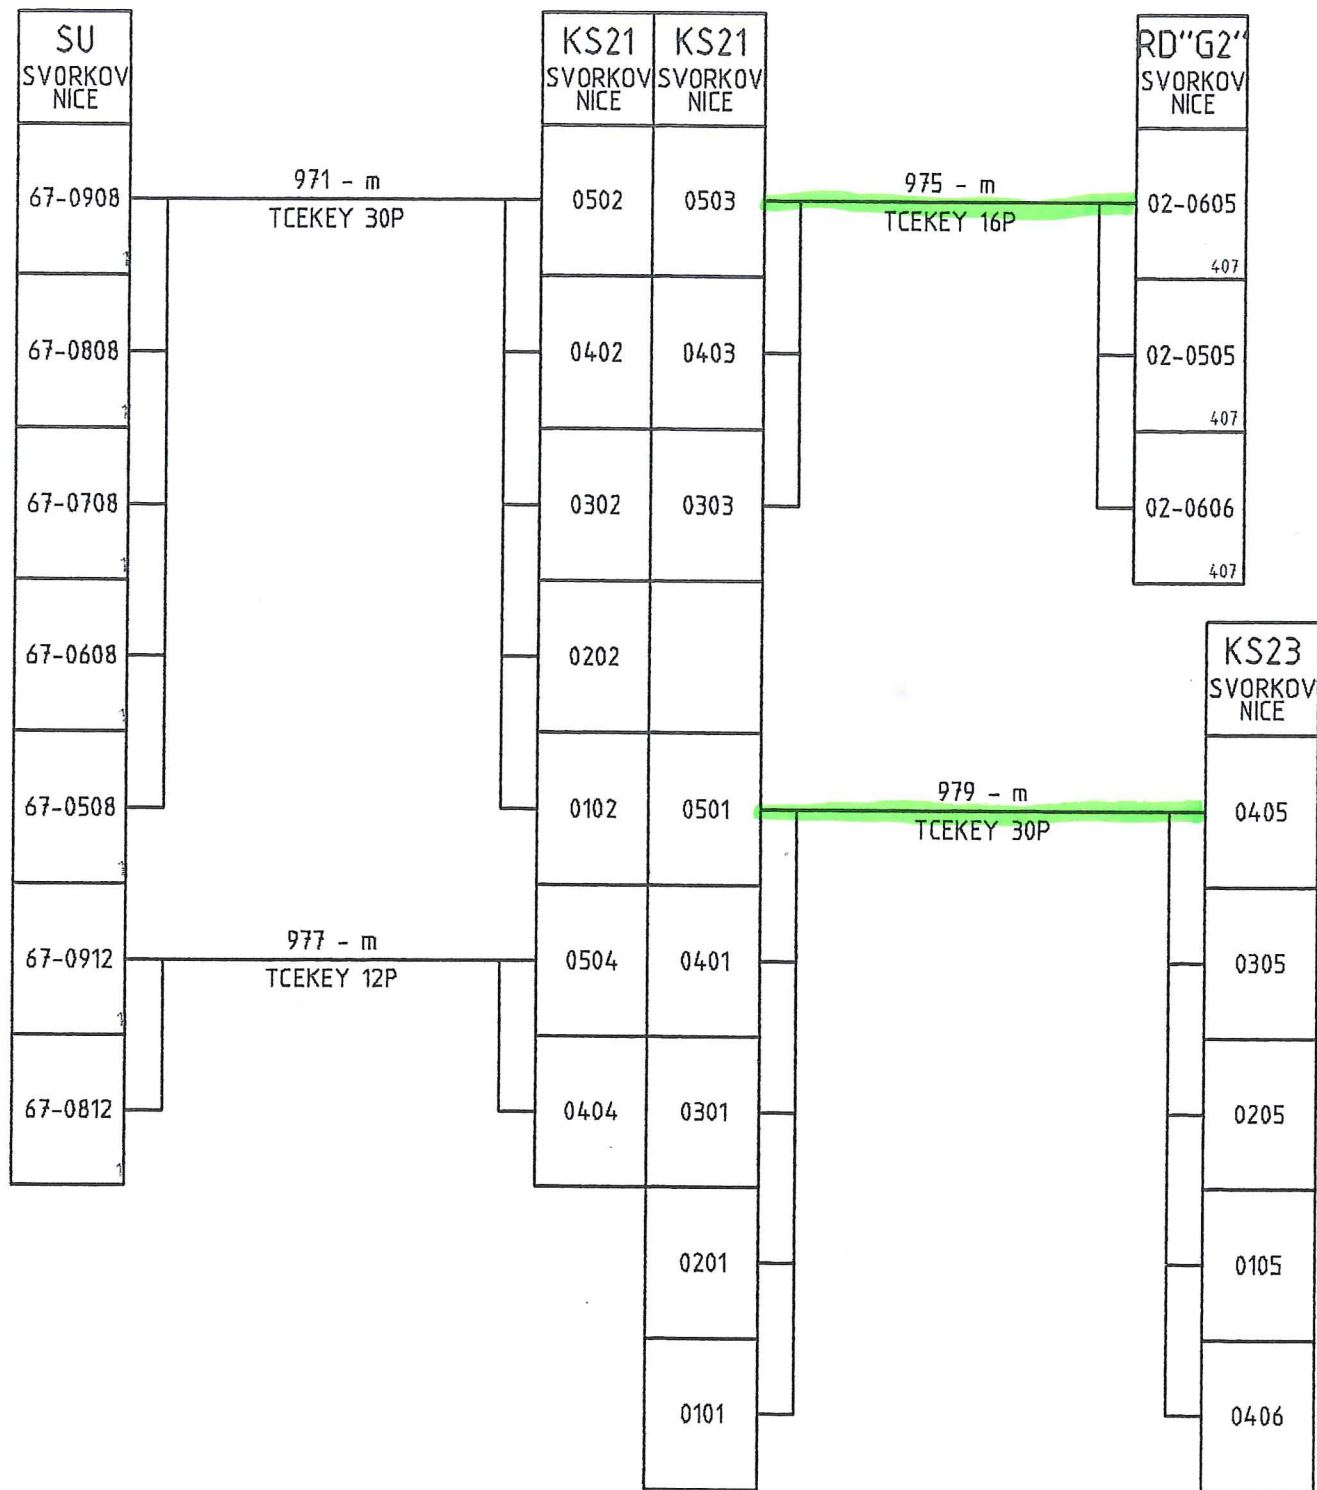 SU
SVORKOV
NICE
67-0908
67-0808
67-0708
67-0608
67-0508
67-0912
67-0812
971 - m
TCEKEY 30P
977 - m
TCEKEY 12P
KS21
SVORKOV
NICE
0502
0402
0302
0202
0102
0504
0404
KS21
SVORKOV
NICE
0503
0403
0303
0501
0401
0301
0201
0101
975 - m
TCEKEY 16P
979 - m
TCEKEY 30P
RD"G2"
SVORKOV
NICE
02-0605
407
02-0505
407
02-0606
407
KS23
SVORKOV
NICE
0405
0305
0205
0105
0406